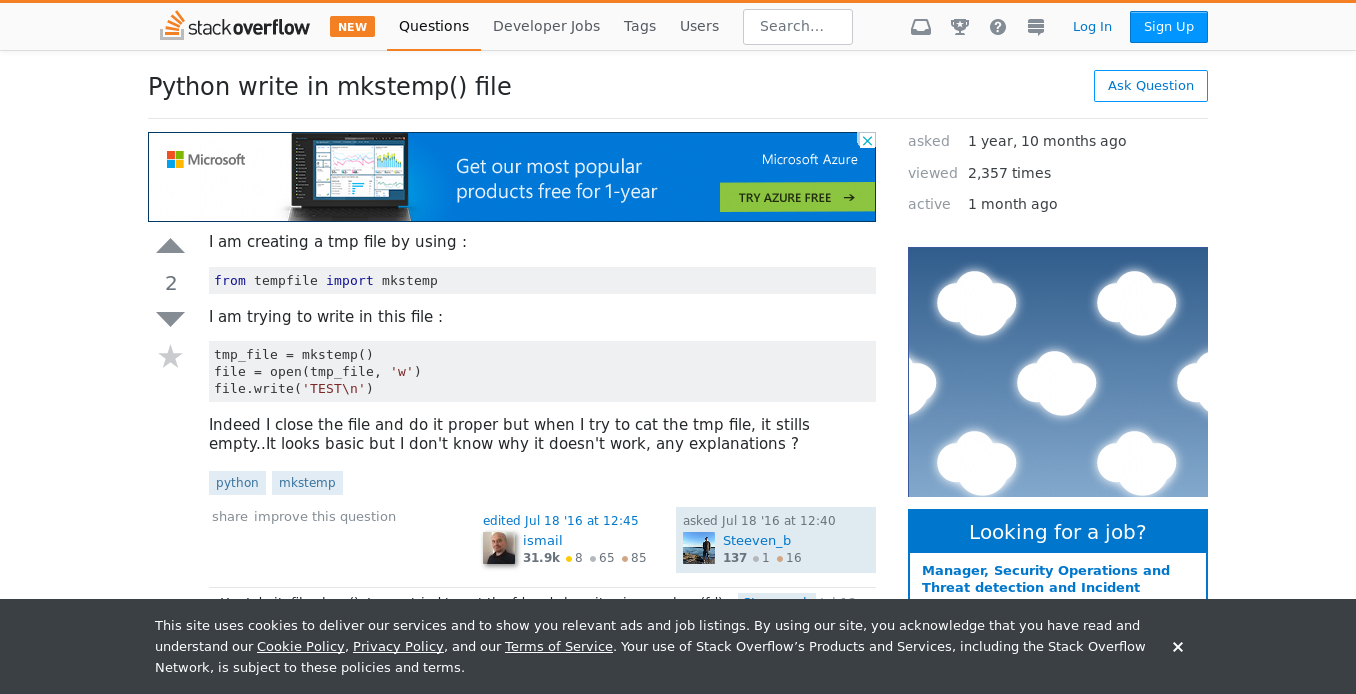 stackoverflow NEW Questions Developer Jobs Tags Users Search... Log In Sign Up
Python write in mkstemp() file
Ask Question
Microsoft
Get our most popular
products free for 1-year
Microsoft Azure
TRY AZURE FREE →
asked 1 year, 10 months ago
viewed 2,357 times
active 1 month ago
I am creating a tmp file by using :
2
from tempfile import mkstemp
I am trying to write in this file :
tmp_file = mkstemp()
file = open(tmp_file, 'w')
file.write('TEST\n')
Indeed I close the file and do it proper but when I try to cat the tmp file, it stills
empty..It looks basic but I don't know why it doesn't work, any explanations ?
python mkstemp
share improve this question
edited Jul 18 '16 at 12:45
ismail
31.9k 8 65 85
asked Jul 18 '16 at 12:40
Steeven_b
137 1 16
Looking for a job?
Manager, Security Operations and
Threat detection and Incident
This site uses cookies to deliver our services and to show you relevant ads and job listings. By using our site, you acknowledge that you have read and
understand our Cookie Policy, Privacy Policy, and our Terms of Service. Your use of Stack Overflow’s Products and Services, including the Stack Overflow
Network, is subject to these policies and terms.